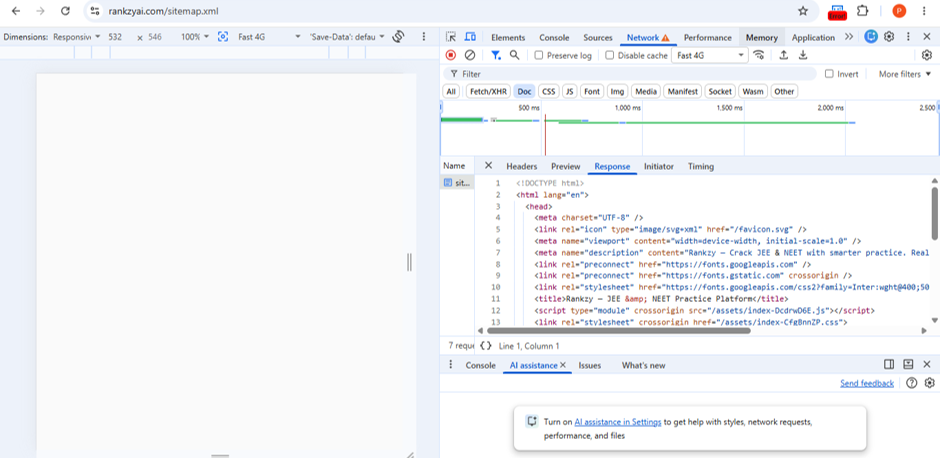 rankzyai.com/sitemap.xml
Error
P
Dimensions: Responsiv 532 × 546 100% Fast 4G 'Save-Data': defau
Elements Console Sources Network Performance Memory Application
Preserve log Disable cache Fast 4G
Filter Invert More filters
All Fetch/XHR Doc CSS JS Font Img Media Manifest Socket Wasm Other
500 ms 1,000 ms 1,500 ms 2,000 ms 2,500
Name Headers Preview Response Initiator Timing
sit...
1 <!DOCTYPE html>
2 <html lang="en">
3 <head>
4 <meta charset="UTF-8" />
5 <link rel="icon" type="image/svg+xml" href="/favicon.svg" />
6 <meta name="viewport" content="width=device-width, initial-scale=1.0" />
7 <meta name="description" content="Rankzy — Crack JEE & NEET with smarter practice. Real
8 <link rel="preconnect" href="https://fonts.googleapis.com" />
9 <link rel="preconnect" href="https://fonts.gstatic.com" crossorigin />
10 <link rel="stylesheet" href="https://fonts.googleapis.com/css2?family=Inter:wght@400;50
11 <title>Rankzy — JEE &amp; NEET Practice Platform</title>
12 <script type="module" crossorigin src="/assets/index-DcdrwD6E.js"></script>
13 <link rel="stylesheet" crossorigin href="/assets/index-CfgBnnZP.css">
7 reque {} Line 1, Column 1
Console AI assistance Issues What's new
Send feedback
Turn on AI assistance in Settings to get help with styles, network requests,
performance, and files